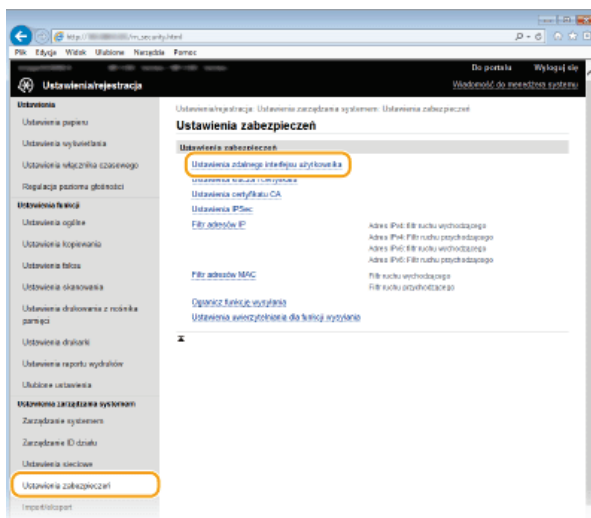 http://
/m_security.html
Plik Edycja Widok Ulubione Narzędzia Pomoc
Do portalu Wyloguj się
Ustawienia/rejestracja
Wiadomość do menedżera systemu
Ustawienia
Ustawienia papieru
Ustawienia wyświetlania
Ustawienia włącznika czasowego
Regulacja poziomu głośności
Ustawienia funkcji
Ustawienia ogólne
Ustawienia kopiowania
Ustawienia faksu
Ustawienia skanowania
Ustawienia drukowania z nośnika
pamięci
Ustawienia drukarki
Ustawienia raportu wydruków
Ulubione ustawienia
Ustawienia zarządzania systemem
Zarządzanie systemem
Zarządzanie ID działu
Ustawienia sieciowe
Ustawienia zabezpieczeń
Import/eksport
Ustawienia/rejestracja: Ustawienia zarządzania systemem: Ustawienia zabezpieczeń
Ustawienia zabezpieczeń
Ustawienia zabezpieczeń
Ustawienia zdalnego interfejsu użytkownika
Ustawienia klucza i certyfikatu
Ustawienia certyfikatu CA
Ustawienia IPSec
Filtr adresów IP
Adres IPv4: Filtr ruchu wychodzącego
Adres IPv4: Filtr ruchu przychodzącego
Adres IPv6: Filtr ruchu wychodzącego
Adres IPv6: Filtr ruchu przychodzącego
Filtr adresów MAC
Filtr ruchu wychodzącego
Filtr ruchu przychodzącego
Ogranicz funkcję wysyłania
Ustawienia uwierzytelniania dla funkcji wysyłania